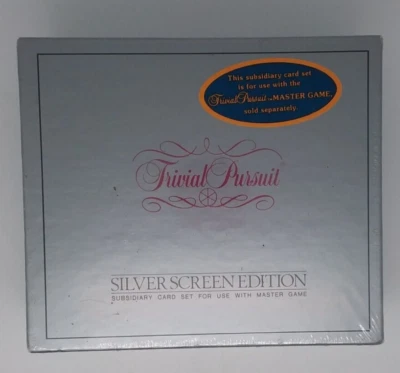 This subsidiary card set
is for use with the
Trivial Pursuit MASTER GAME,
sold separately.
Trivial Pursuit
SILVER SCREEN EDITION
SUBSIDIARY CARD SET FOR USE WITH MASTER GAME